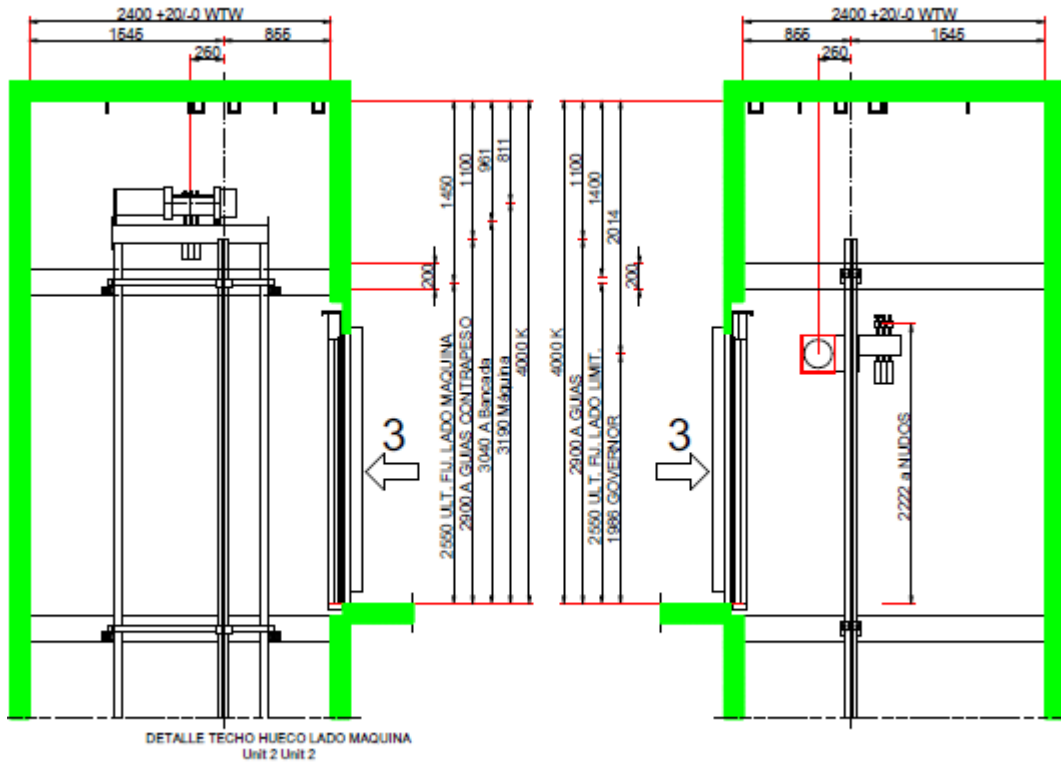 2400 +20/-0 WTW
1545
855
260
2400 +20/-0 WTW
855
1545
260
1450
1100
961
811
200
2550 ULT. FIJ. LADO MAQUINA
2900 A GUIAS CONTRAPESO
3040 A Bancada
3190 Máquina
4000 K
3
1100
1400
2014
200
4000 K
2900 A GUIAS
2550 ULT. FIJ. LADO LIMIT.
1986 GOVERNOR
3
2222 a NUDOS
DETALLE TECHO HUECO LADO MAQUINA
Unit 2 Unit 2